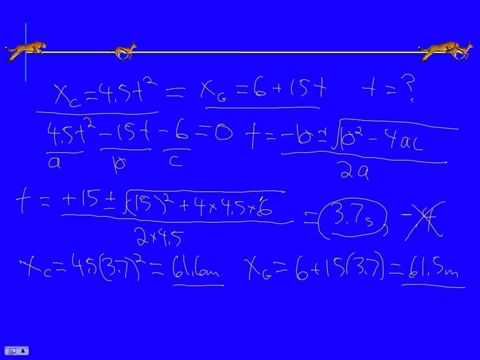 x_c = 4.5t² = x_G = 6 + 15t   t = ?
4.5t² - 15t - 6 = 0   t = -b ± √b² - 4ac / 2a
a   b   c
t = +15 ± √(15)² + 4 × 4.5 × 6 / 2 × 4.5 = 3.7s, -
x_c = 4.5(3.7)² = 61.6m   x_G = 6 + 15(3.7) = 61.5m